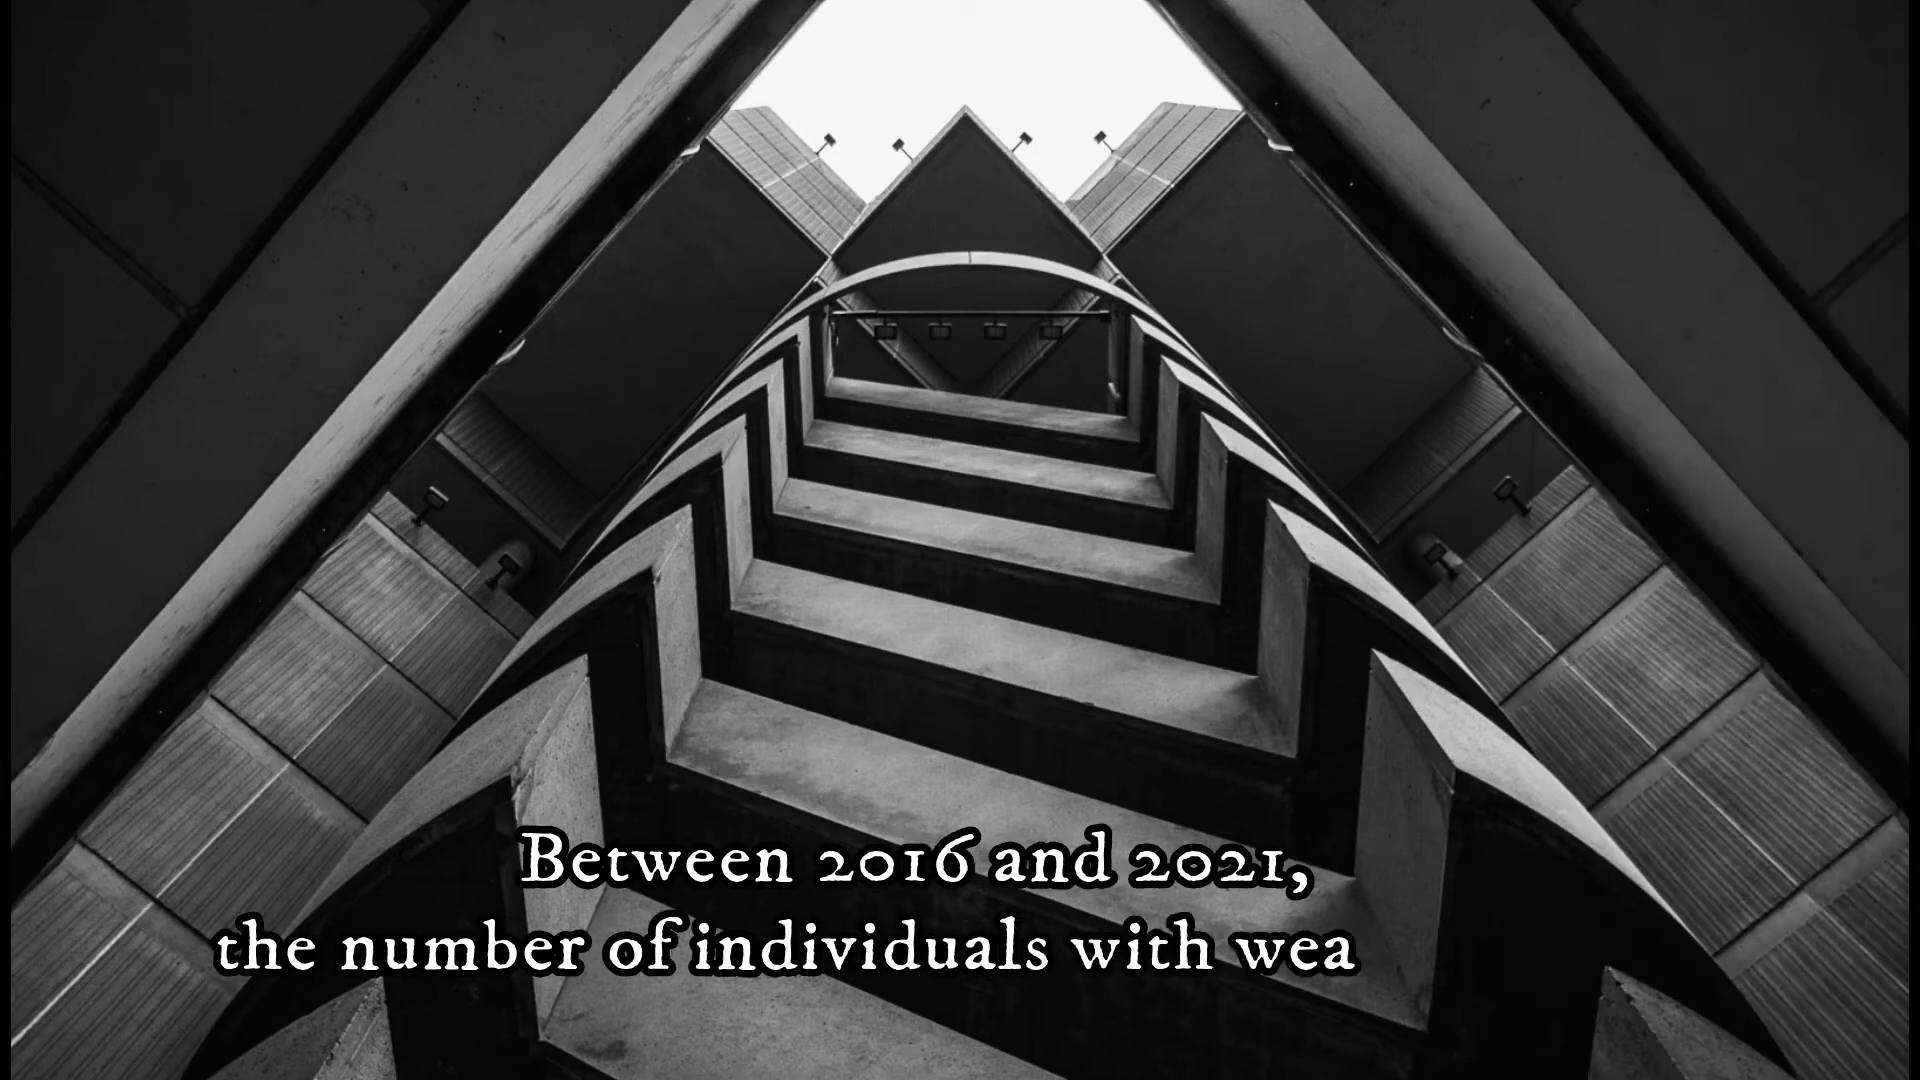 Between 2016 and 2021,
the number of individuals with wea